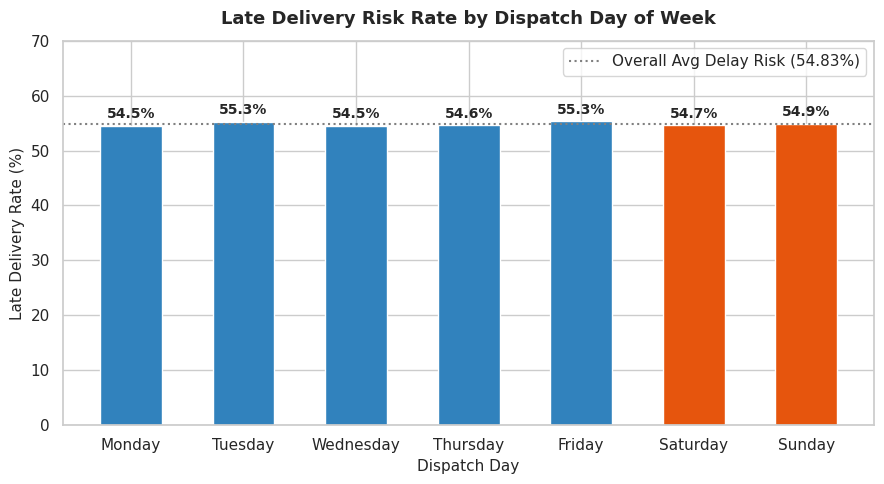 Late Delivery Risk Rate by Dispatch Day of Week
Overall Avg Delay Risk (54.83%)
Late Delivery Rate (%)
70
60
50
40
30
20
10
0
54.5%
55.3%
54.5%
54.6%
55.3%
54.7%
54.9%
Monday
Tuesday
Wednesday
Thursday
Friday
Saturday
Sunday
Dispatch Day